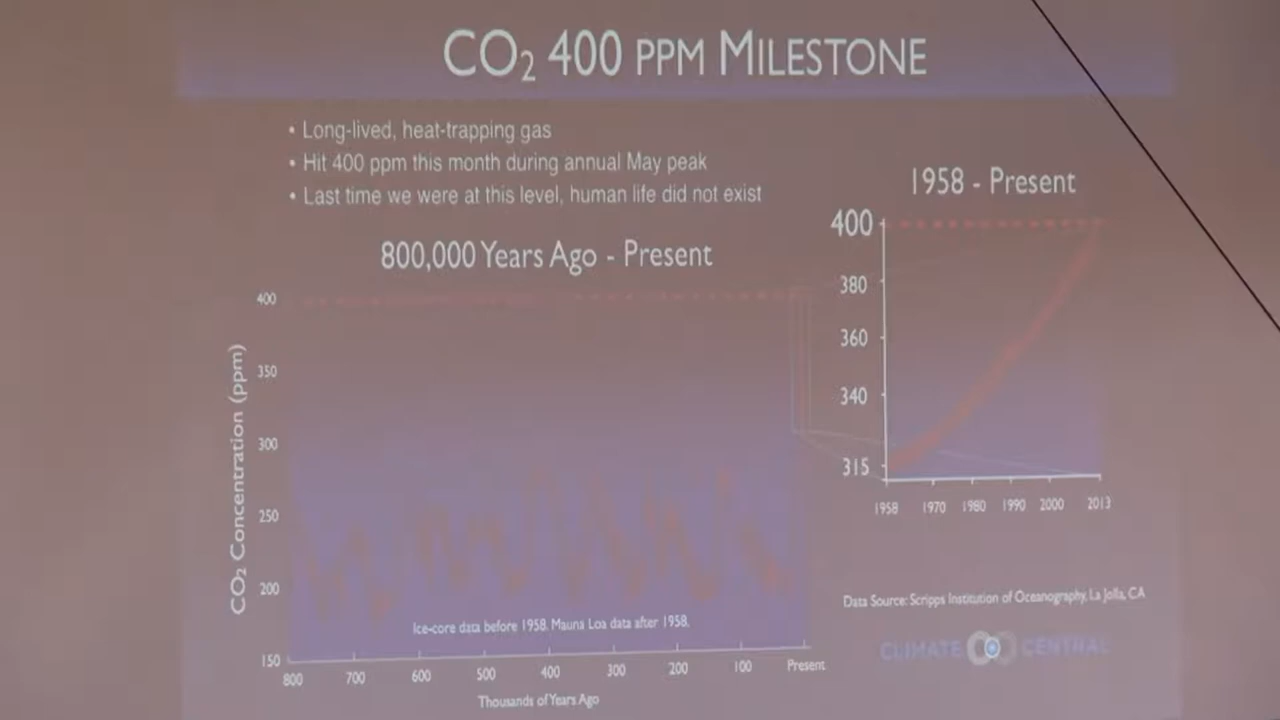 CO₂ 400 PPM MILESTONE
• Long-lived, heat-trapping gas
• Hit 400 ppm this month during annual May peak
• Last time we were at this level, human life did not exist
800,000 Years Ago - Present
400
350
300
250
200
150
CO₂ Concentration (ppm)
Ice-core data before 1958. Mauna Loa data after 1958.
800 700 600 500 400 300 200 100 Present
Thousands of Years Ago
1958 - Present
400
380
360
340
315
1958 1970 1980 1990 2000 2013
Data Source: Scripps Institution of Oceanography, La Jolla, CA
CLIMATE CENTRAL